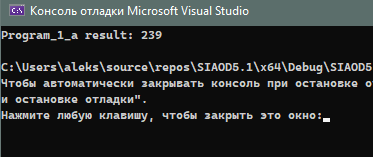 Консоль отладки Microsoft Visual Studio
Program_1_a result: 239
C:\Users\aleks\source\repos\SIAOD5.1\x64\Debug\SIAOD5
Чтобы автоматически закрывать консоль при остановке о
и остановке отладки".
Нажмите любую клавишу, чтобы закрыть это окно: